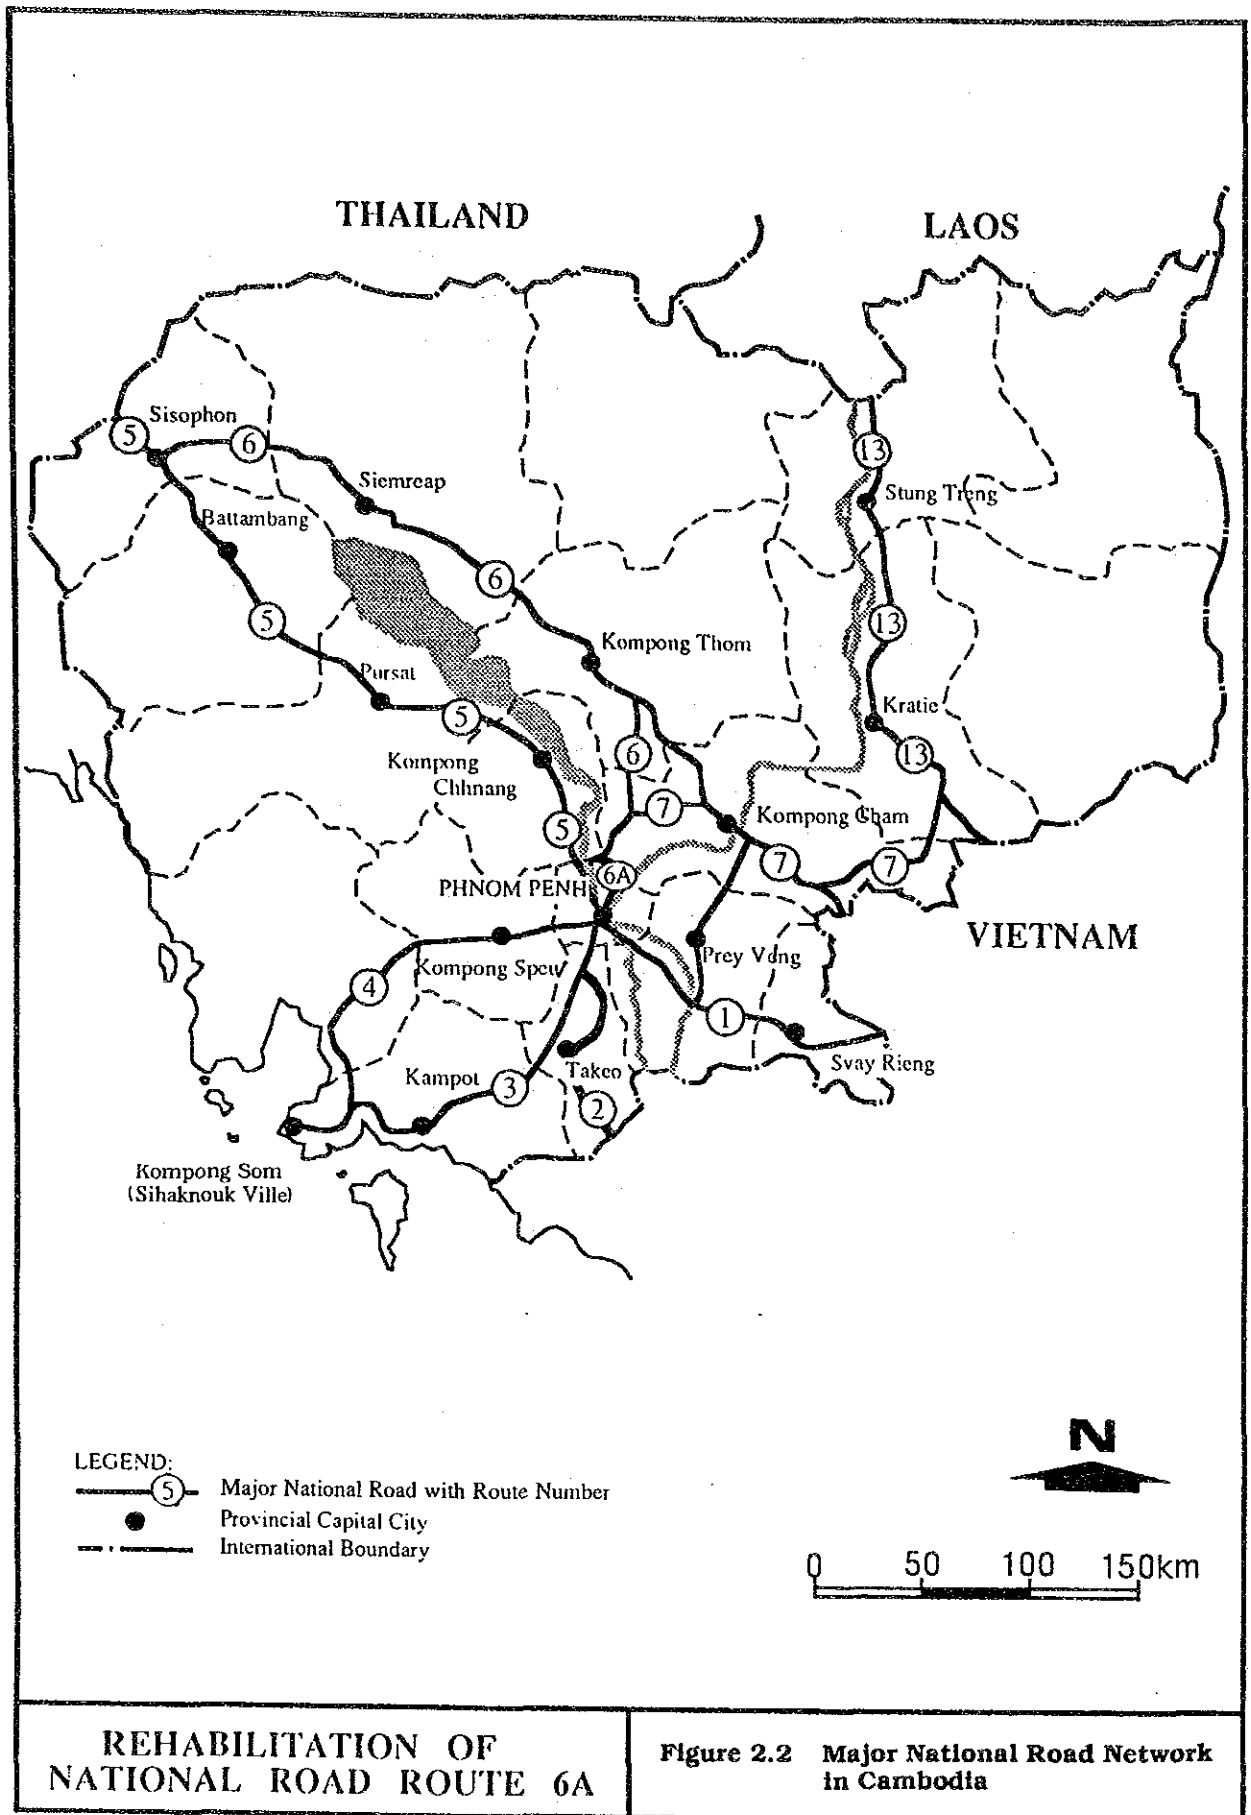 THAILAND
LAOS
Sisophon
5
6
13
Siemreap
Stung Treng
Battambang
6
5
13
Kompong Thom
Pursat
Kratie
5
6
13
Kompong
Chhnang
7
Kompong Cham
5
7
7
6A
PHNOM PENH
VIETNAM
Prey Veng
Kompong Speu
4
1
Svay Rieng
Takeo
Kampot
3
2
Kompong Som
(Sihaknouk Ville)
N
LEGEND:
5 Major National Road with Route Number
Provincial Capital City
International Boundary
0 50 100 150km
REHABILITATION OF
NATIONAL ROAD ROUTE 6A
Figure 2.2 Major National Road Network
in Cambodia